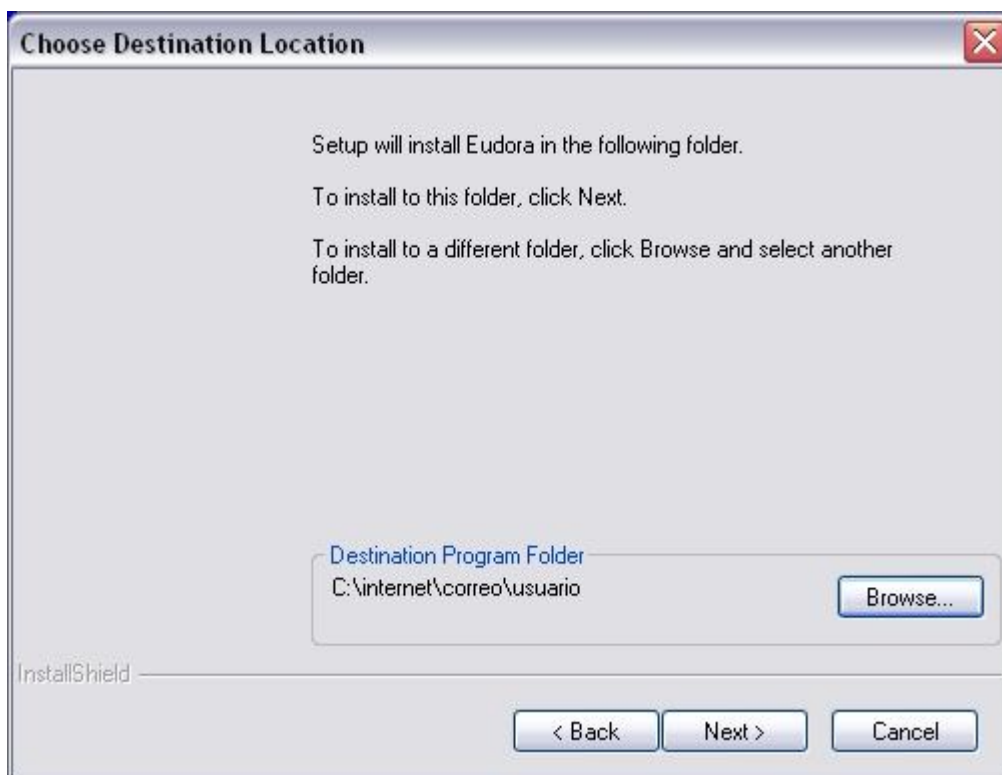 Choose Destination Location
Setup will install Eudora in the following folder.
To install to this folder, click Next.
To install to a different folder, click Browse and select another
folder.
Destination Program Folder
C:\internet\correo\usuario
Browse...
InstallShield
< Back
Next >
Cancel